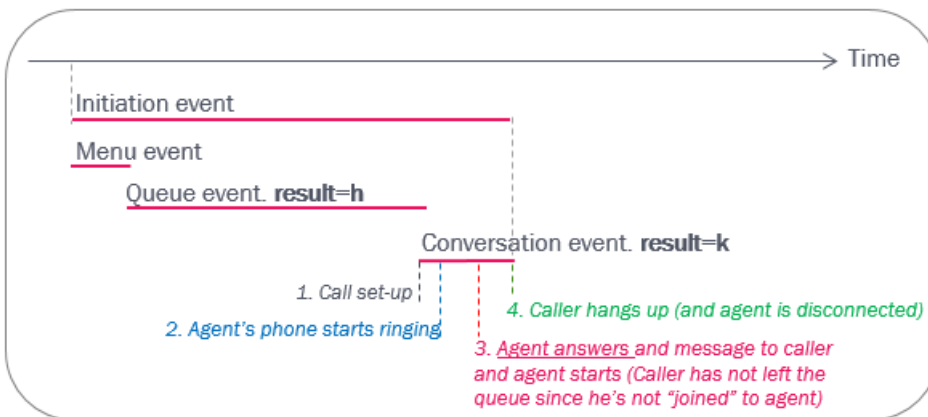 Time
Initiation event
Menu event
Queue event. result=h
Conversation event. result=k
1. Call set-up
2. Agent's phone starts ringing
4. Caller hangs up (and agent is disconnected)
3. Agent answers and message to caller
and agent starts (Caller has not left the
queue since he's not “joined” to agent)